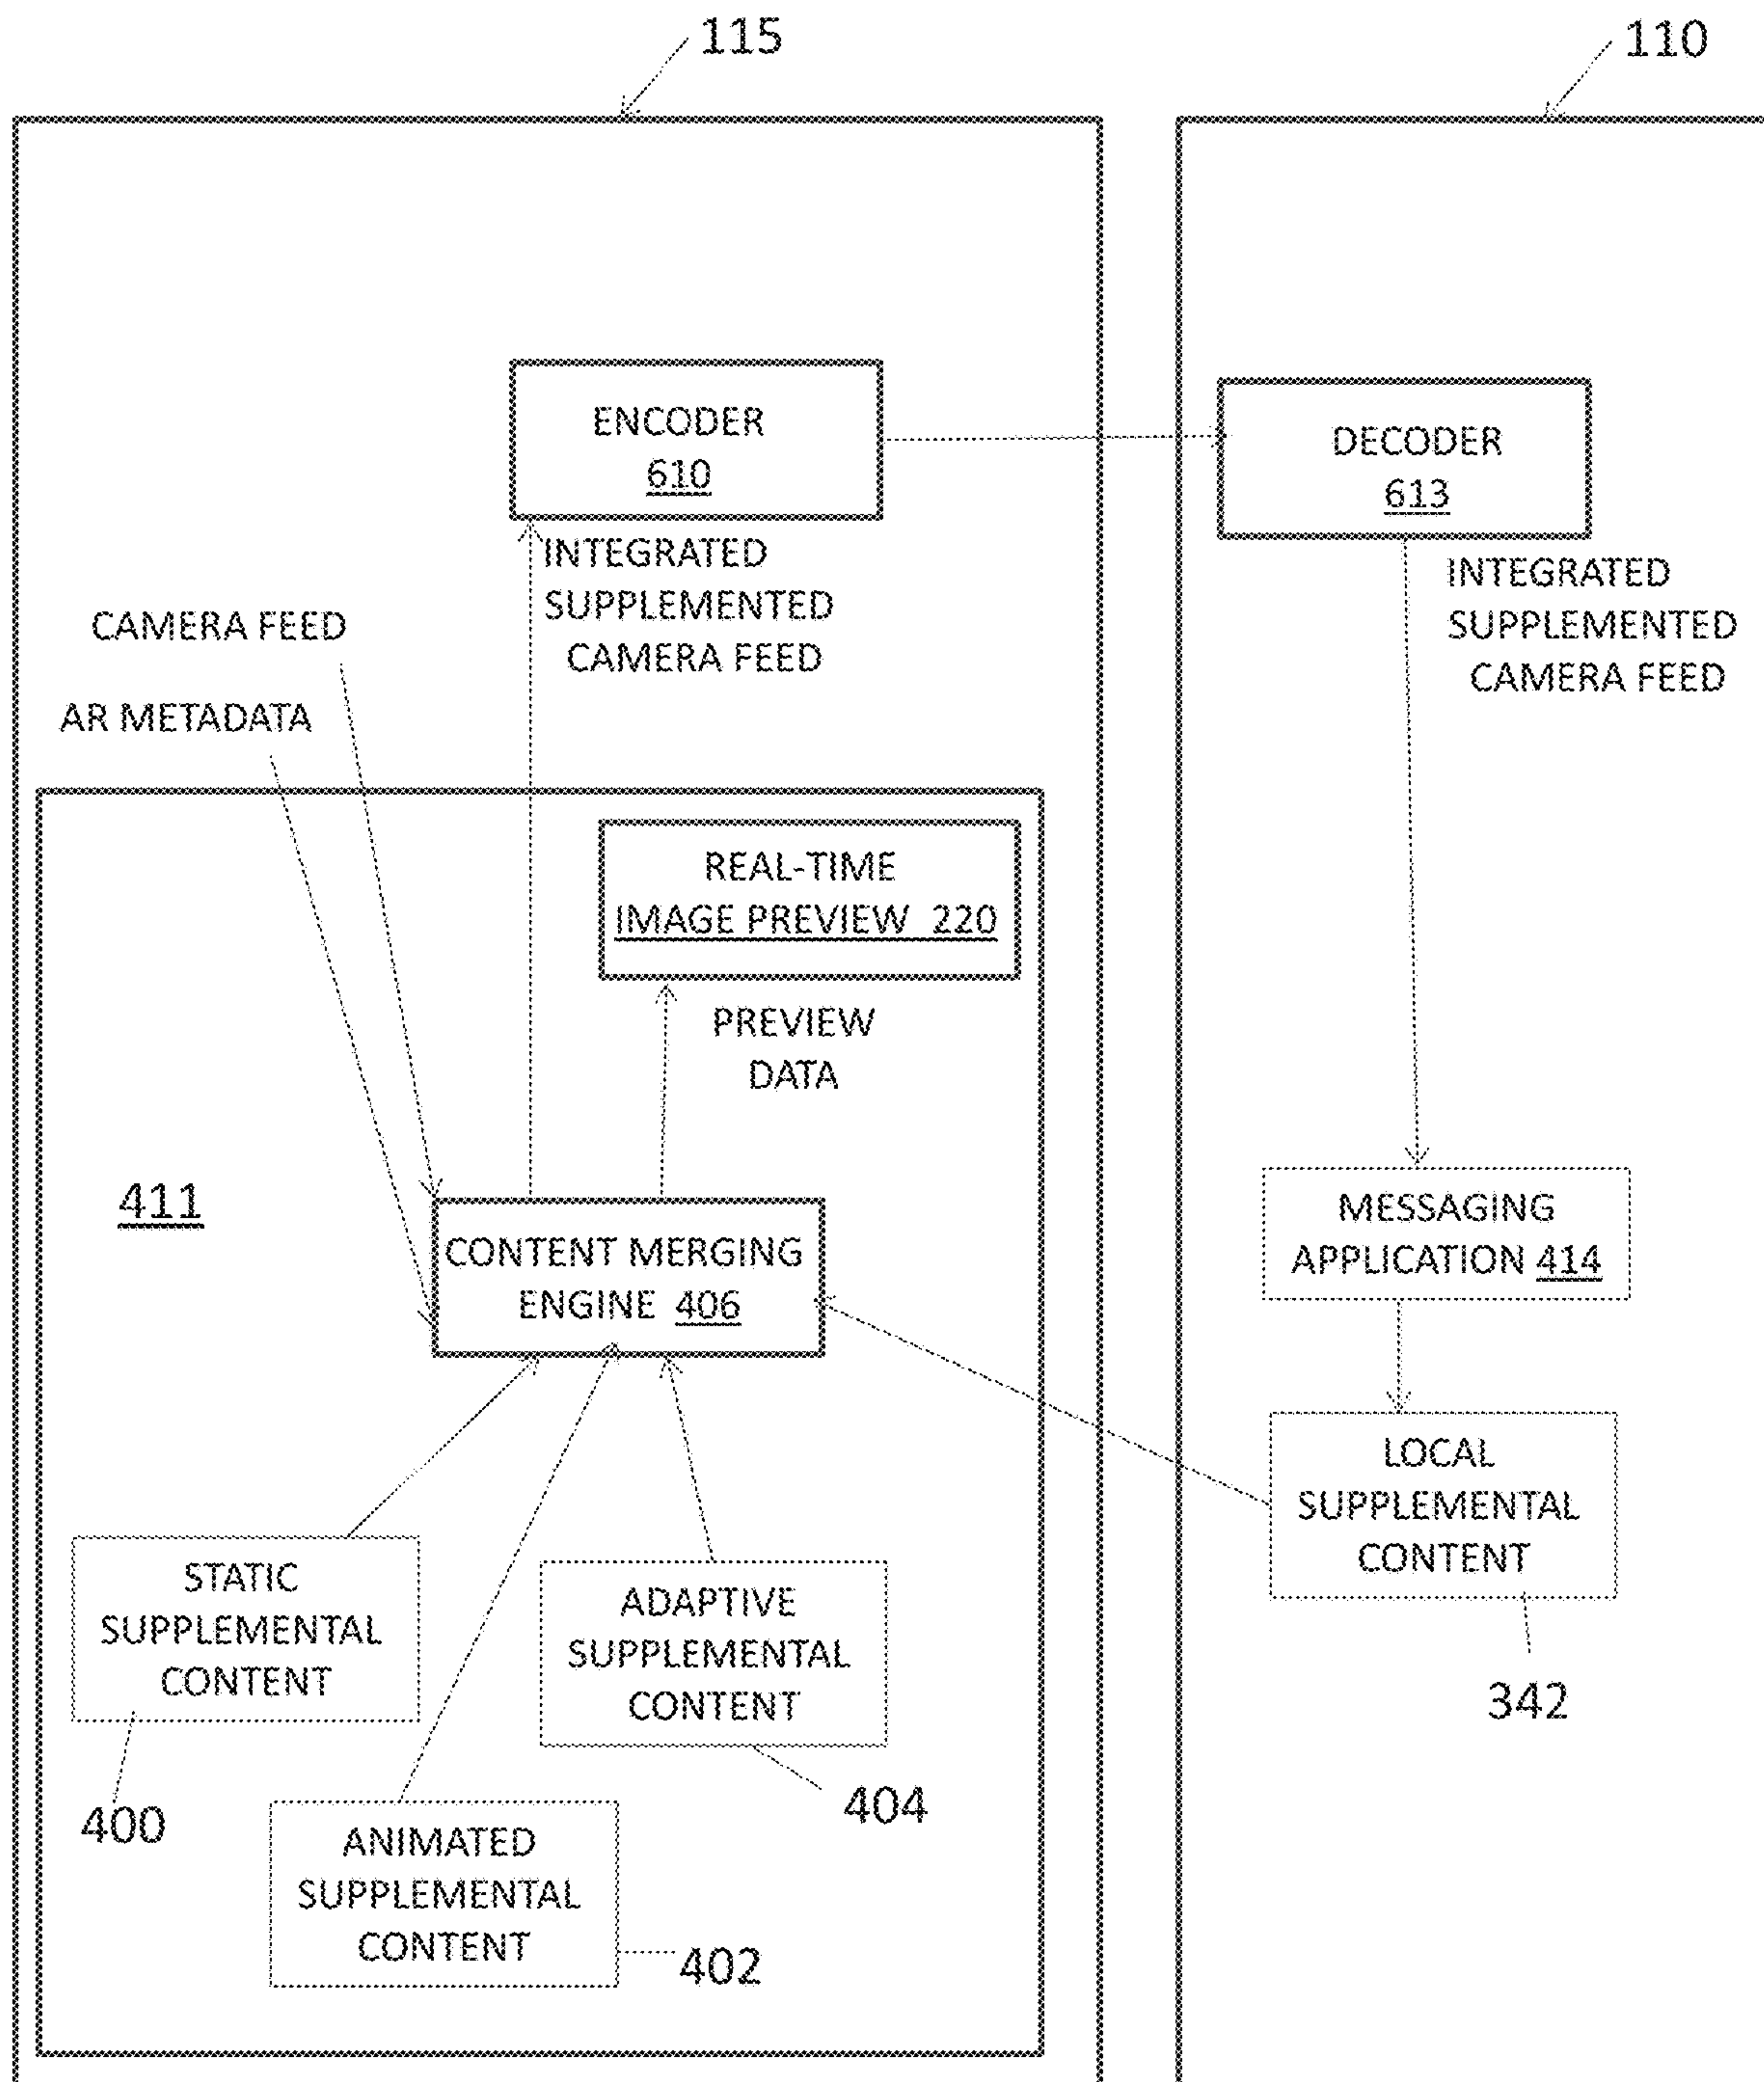 115
110
ENCODER
610
DECODER
613
INTEGRATED
SUPPLEMENTED
CAMERA FEED
INTEGRATED
SUPPLEMENTED
CAMERA FEED
CAMERA FEED
AR METADATA
REAL-TIME
IMAGE PREVIEW 220
PREVIEW
DATA
411
CONTENT MERGING
ENGINE 406
MESSAGING
APPLICATION 414
LOCAL
SUPPLEMENTAL
CONTENT
342
STATIC
SUPPLEMENTAL
CONTENT
400
ADAPTIVE
SUPPLEMENTAL
CONTENT
404
ANIMATED
SUPPLEMENTAL
CONTENT
402